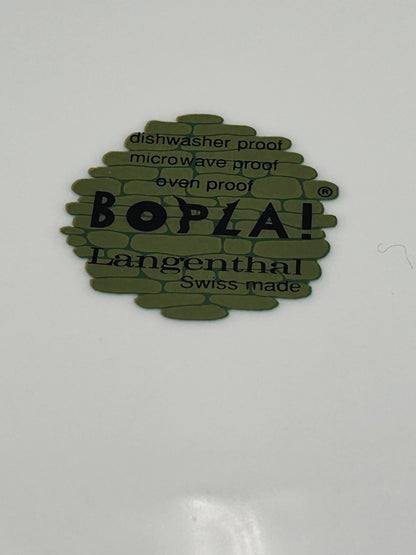 dishwasher proof
microwave proof
oven proof
BOPLA!®
Langenthal
Swiss made